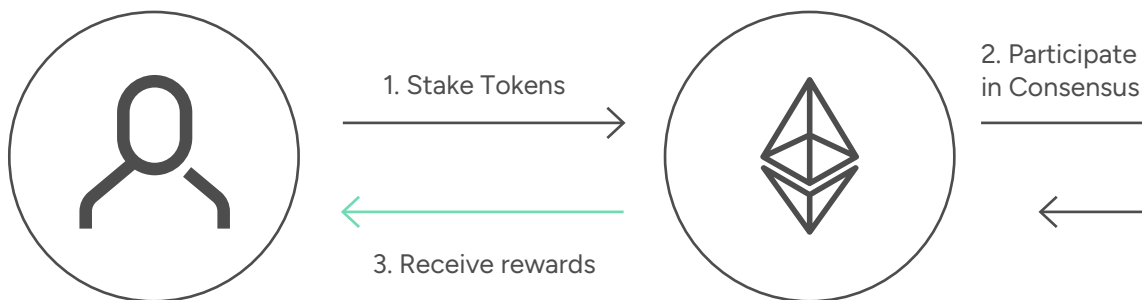 1. Stake Tokens
2. Participate
in Consensus
3. Receive rewards